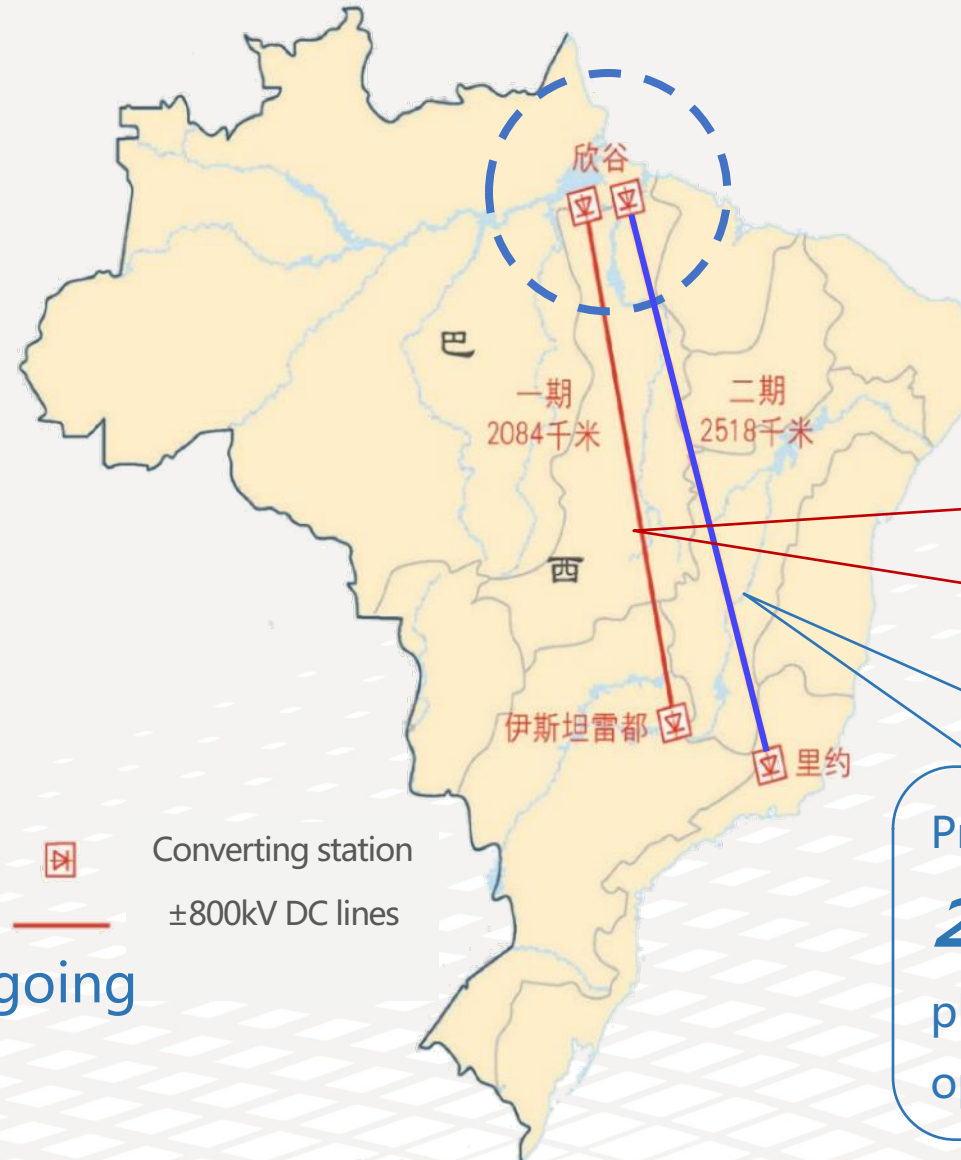 欣谷
巴
一期
2084千米
二期
2518千米
西
伊斯坦雷都
里约
Converting station
±800kV DC lines
going
Pr
2
p
op